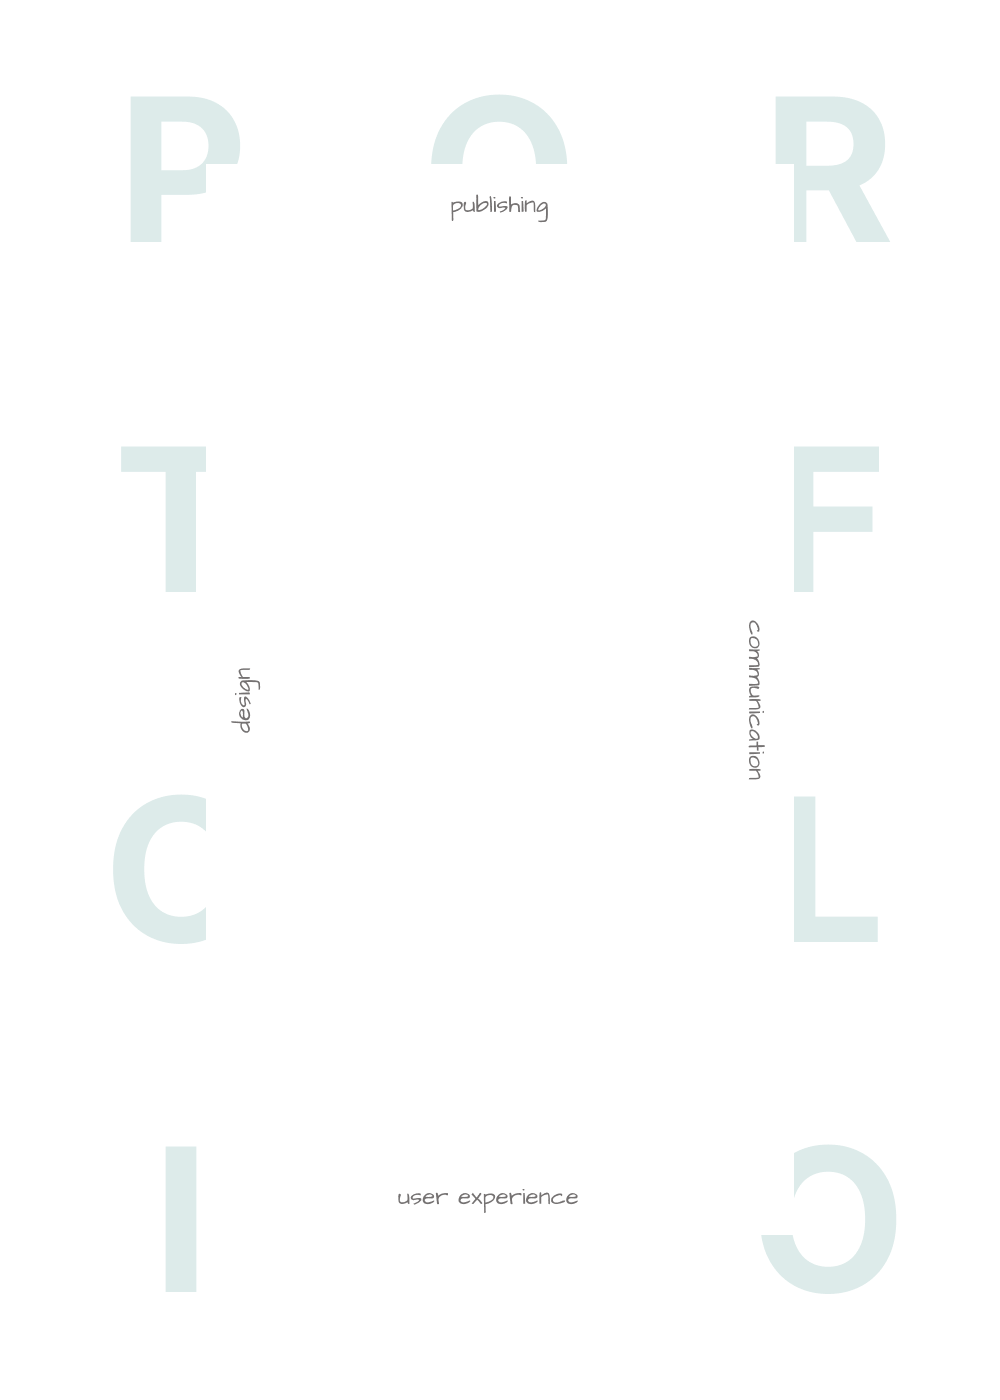 P O R
publishing
T F
design
communication
O L
I O
user experience